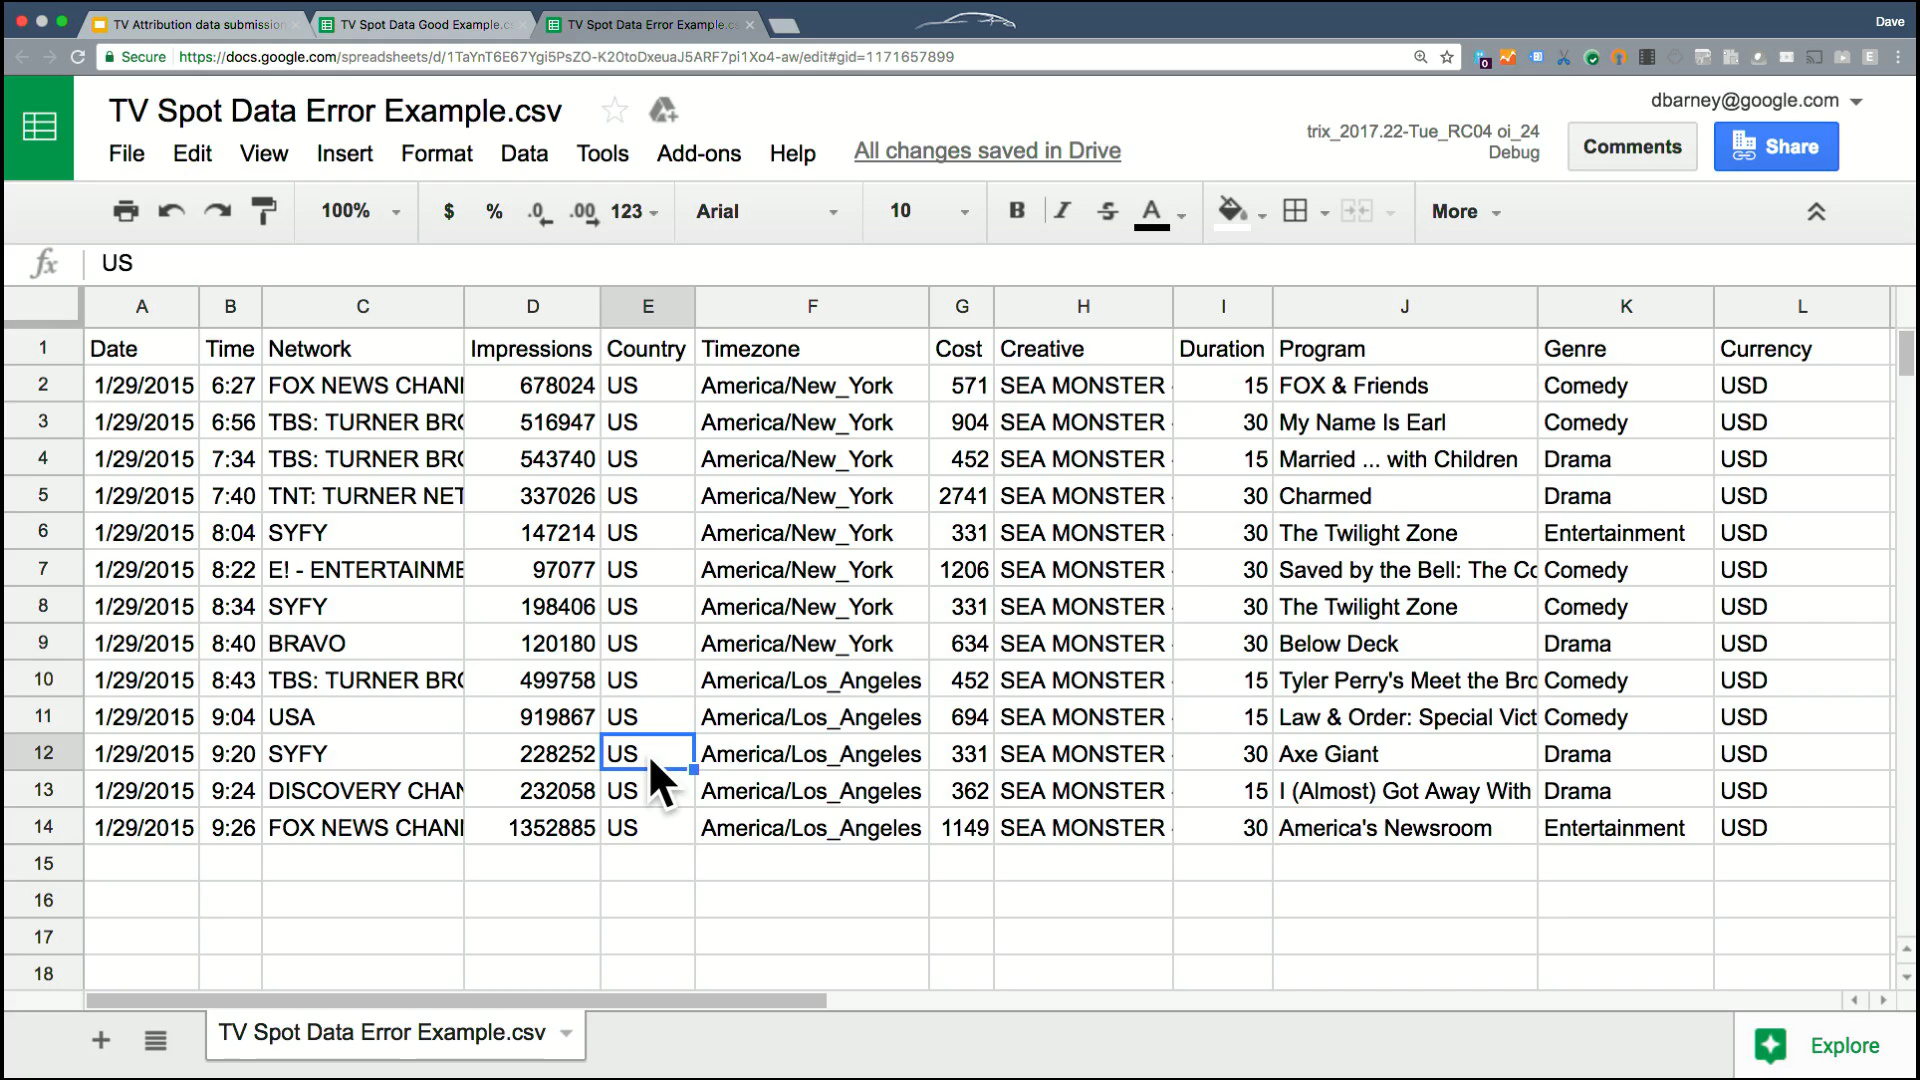 TV Attribution data submission
TV Spot Data Good Example.c
TV Spot Data Error Example.cs
Dave
Secure https://docs.google.com/spreadsheets/d/1TaYnT6E67Ygi5PsZO-K20toDxeuaJ5ARF7pi1Xo4-aw/edit#gid=1171657899
TV Spot Data Error Example.csv
dbarney@google.com
File Edit View Insert Format Data Tools Add-ons Help All changes saved in Drive
trix_2017.22-Tue_RC04 oi_24
Debug
Comments
Share
100% $ % .0 .00 123 Arial 10 B I S A More
fx US
A B C D E F G H I J K L
1 Date Time Network Impressions Country Timezone Cost Creative Duration Program Genre Currency
2 1/29/2015 6:27 FOX NEWS CHANI 678024 US America/New_York 571 SEA MONSTER - 15 FOX & Friends Comedy USD
3 1/29/2015 6:56 TBS: TURNER BRO 516947 US America/New_York 904 SEA MONSTER - 30 My Name Is Earl Comedy USD
4 1/29/2015 7:34 TBS: TURNER BRO 543740 US America/New_York 452 SEA MONSTER - 15 Married ... with Children Drama USD
5 1/29/2015 7:40 TNT: TURNER NET 337026 US America/New_York 2741 SEA MONSTER - 30 Charmed Drama USD
6 1/29/2015 8:04 SYFY 147214 US America/New_York 331 SEA MONSTER - 30 The Twilight Zone Entertainment USD
7 1/29/2015 8:22 E! - ENTERTAINME 97077 US America/New_York 1206 SEA MONSTER - 30 Saved by the Bell: The Co Comedy USD
8 1/29/2015 8:34 SYFY 198406 US America/New_York 331 SEA MONSTER - 30 The Twilight Zone Comedy USD
9 1/29/2015 8:40 BRAVO 120180 US America/New_York 634 SEA MONSTER - 30 Below Deck Drama USD
10 1/29/2015 8:43 TBS: TURNER BRO 499758 US America/Los_Angeles 452 SEA MONSTER - 15 Tyler Perry's Meet the Bro Comedy USD
11 1/29/2015 9:04 USA 919867 US America/Los_Angeles 694 SEA MONSTER - 15 Law & Order: Special Vict Comedy USD
12 1/29/2015 9:20 SYFY 228252 US America/Los_Angeles 331 SEA MONSTER - 30 Axe Giant Drama USD
13 1/29/2015 9:24 DISCOVERY CHAN 232058 US America/Los_Angeles 362 SEA MONSTER - 15 I (Almost) Got Away With Drama USD
14 1/29/2015 9:26 FOX NEWS CHANI 1352885 US America/Los_Angeles 1149 SEA MONSTER - 30 America's Newsroom Entertainment USD
15
16
17
18
TV Spot Data Error Example.csv
Explore